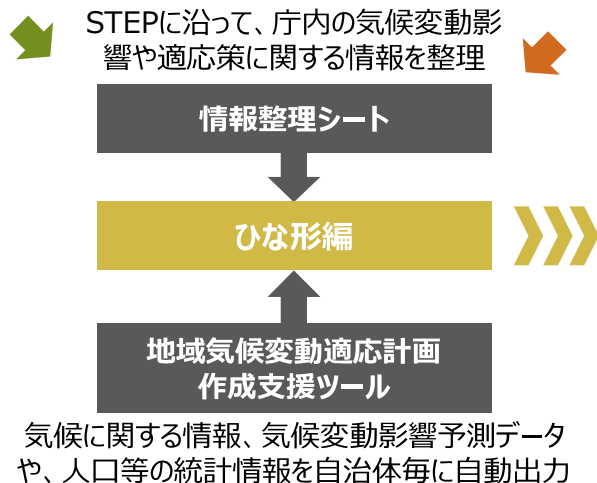 STEPに沿って、庁内の気候変動影
響や適応策に関する情報を整理
情報整理シート
ひな形編
地域気候変動適応計画
作成支援ツール
気候に関する情報、気候変動影響予測データ
や、人口等の統計情報を自治体毎に自動出力